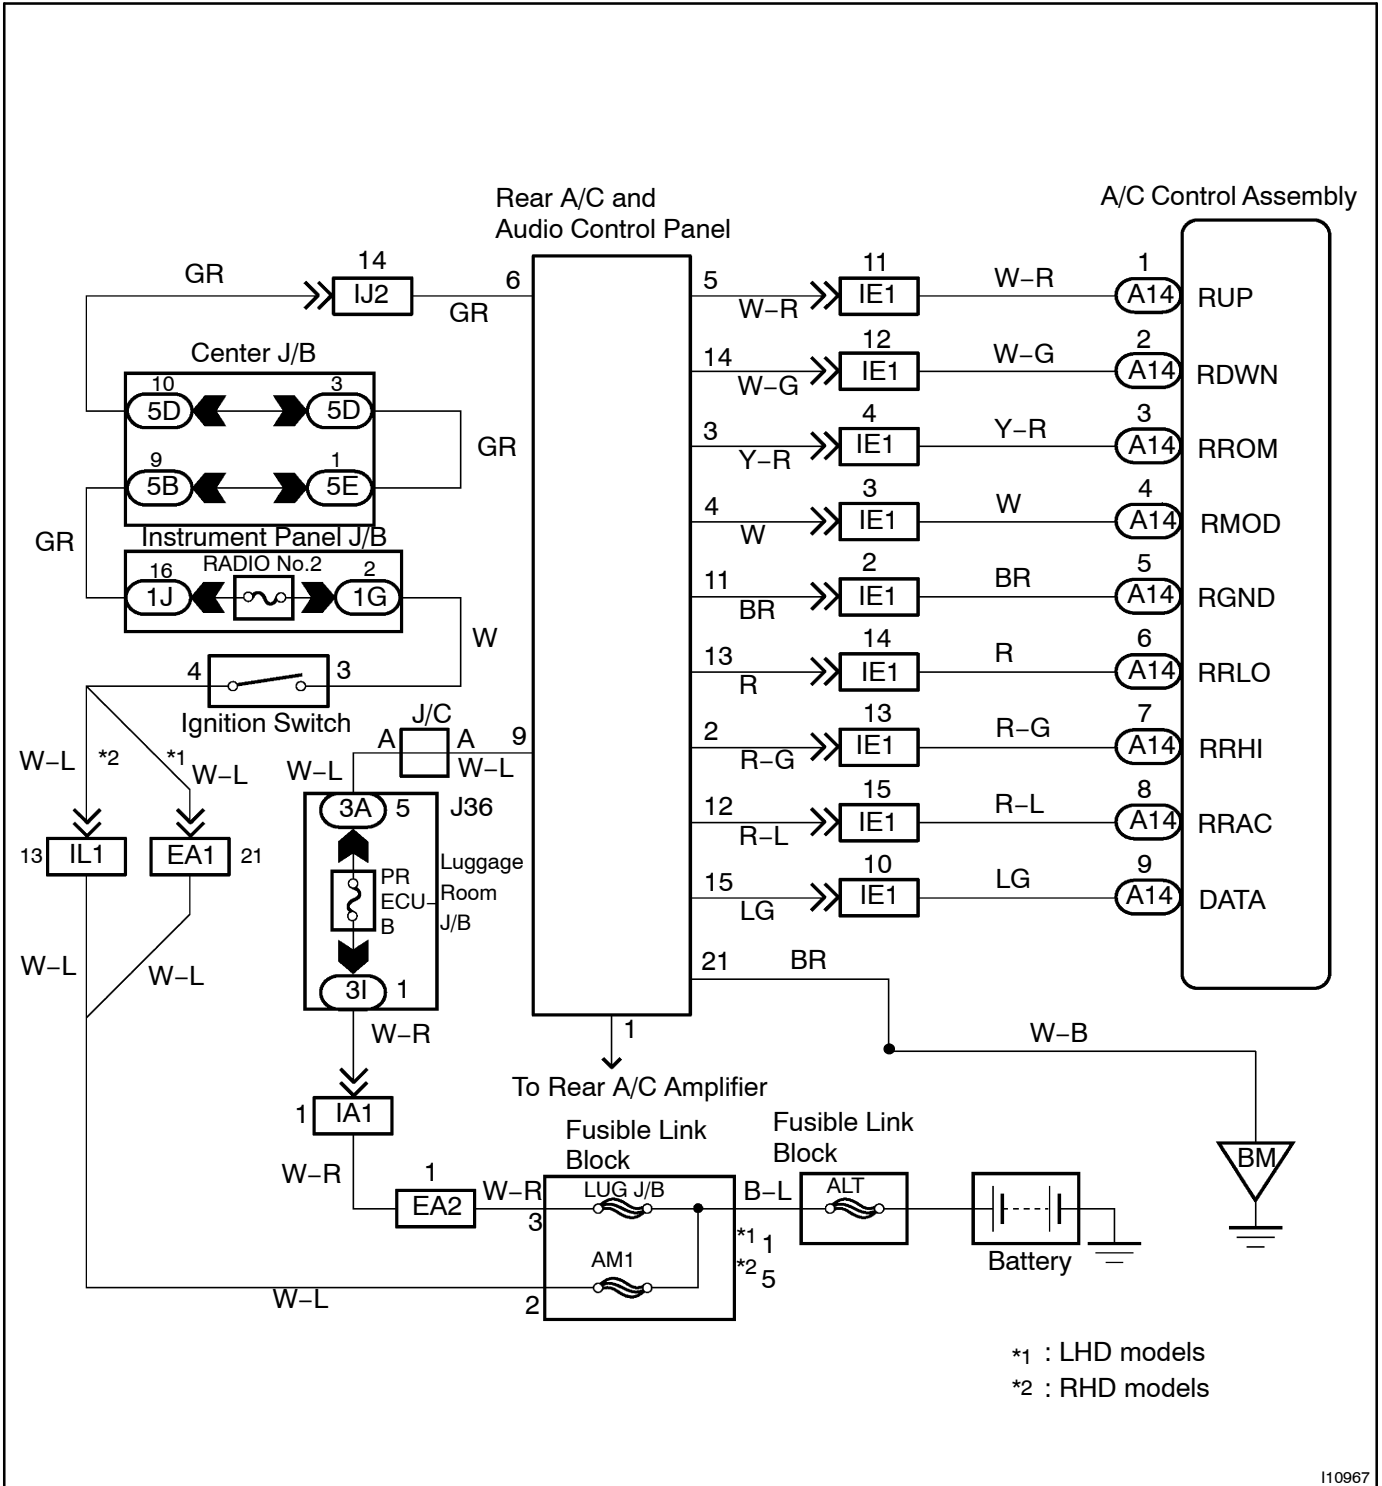 Rear A/C and
Audio Control Panel
A/C Control Assembly
GR
14
IJ2
GR
6
5
W–R
11
IE1
W–R
1
A14
RUP
Center J/B
10
5D
3
5D
GR
14
W–G
12
IE1
W–G
2
A14
RDWN
3
Y–R
4
IE1
Y–R
3
A14
RROM
9
5B
1
5E
GR
4
W
3
IE1
W
4
A14
RMOD
Instrument Panel J/B
RADIO No.2
16
1J
2
1G
W
11
BR
2
IE1
BR
5
A14
RGND
4
3
Ignition Switch
13
R
14
IE1
R
6
A14
RRLO
J/C
A
A
W–L
W–L
9
2
R–G
13
IE1
R–G
7
A14
RRHI
W–L
*2
*1
W–L
3A
5
J36
12
R–L
15
IE1
R–L
8
A14
RRAC
13
IL1
EA1
21
PR
ECU–
B
Luggage
Room
J/B
15
LG
10
IE1
LG
9
A14
DATA
W–L
W–L
3I
1
21
BR
W–R
1
To Rear A/C Amplifier
W–B
BM
1
IA1
W–R
1
EA2
W–R
3
Fusible Link
Block
LUG J/B
AM1
2
W–L
B–L
*1 1
*2 5
Fusible Link
Block
ALT
Battery
*1 : LHD models
*2 : RHD models
I10967